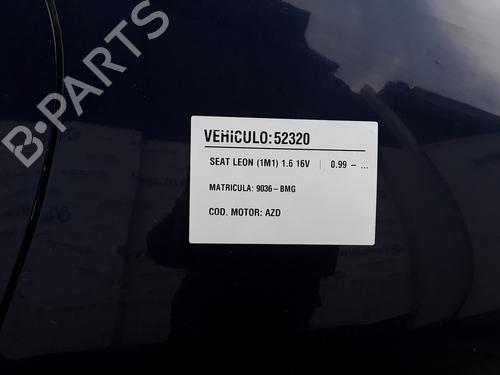 B-PARTS
VEHICULO:52320
SEAT LEON (1M1) 1.6 16V | 0.99 - ...
MATRICULA: 9036-BMG
COD. MOTOR: AZD